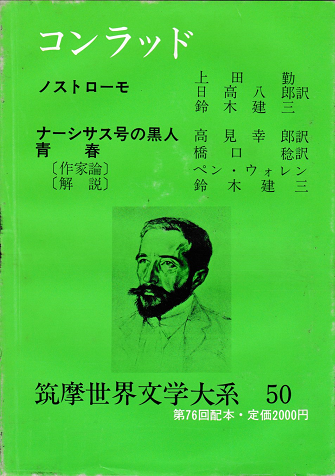 コンラッド
ノストローモ 上田勤
日高八郎訳
鈴木建三
ナーシサス号の黒人 高見幸郎訳
青春 橋口稔訳
〔作家論〕 ペン・ウォレン
〔解説〕 鈴木建三
筑摩世界文学大系 50
第76回配本・定価2000円